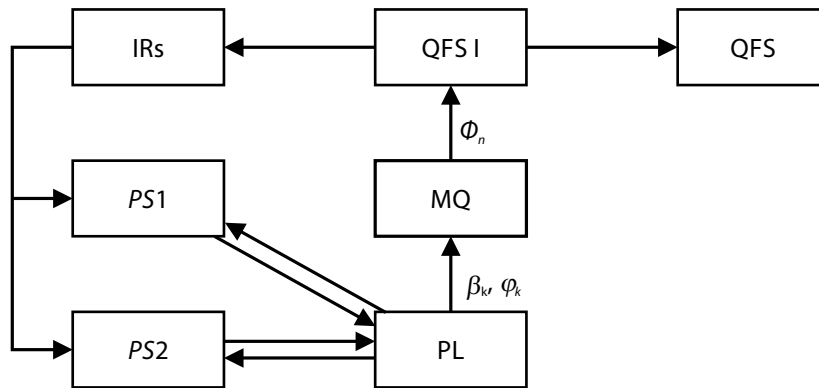 IRs
QFS I
QFS
Φn
PS1
MQ
βk, φk
PS2
PL